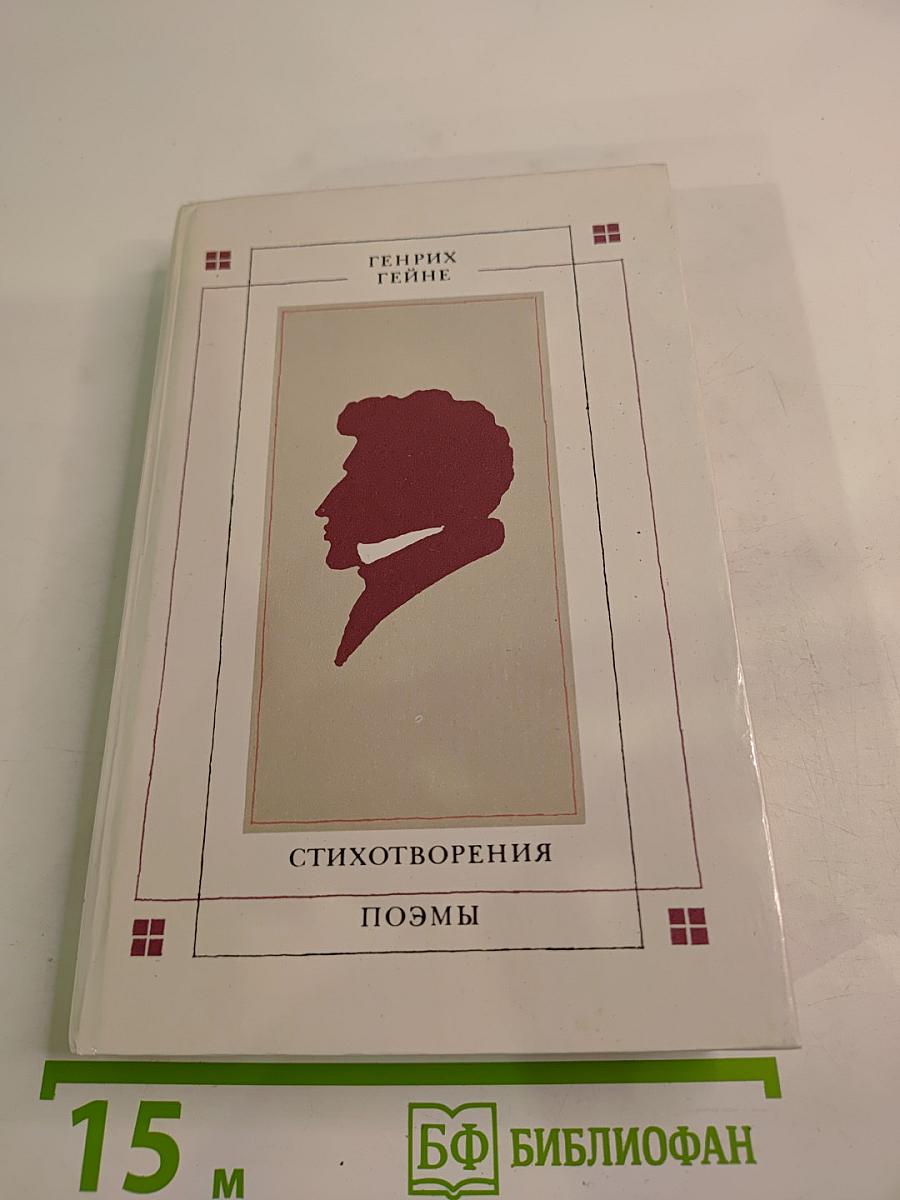 ГЕНРИХ
ГЕЙНЕ
СТИХОТВОРЕНИЯ
ПОЭМЫ
15 м
БФ БИБЛИОФАН